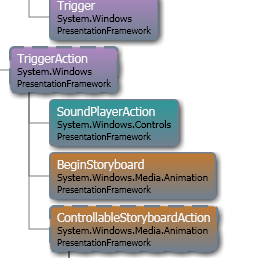 Trigger
System.Windows
PresentationFramework
TriggerAction
System.Windows
PresentationFramework
SoundPlayerAction
System.Windows.Controls
PresentationFramework
BeginStoryboard
System.Windows.Media.Animation
PresentationFramework
ControllableStoryboardAction
System.Windows.Media.Animation
PresentationFramework